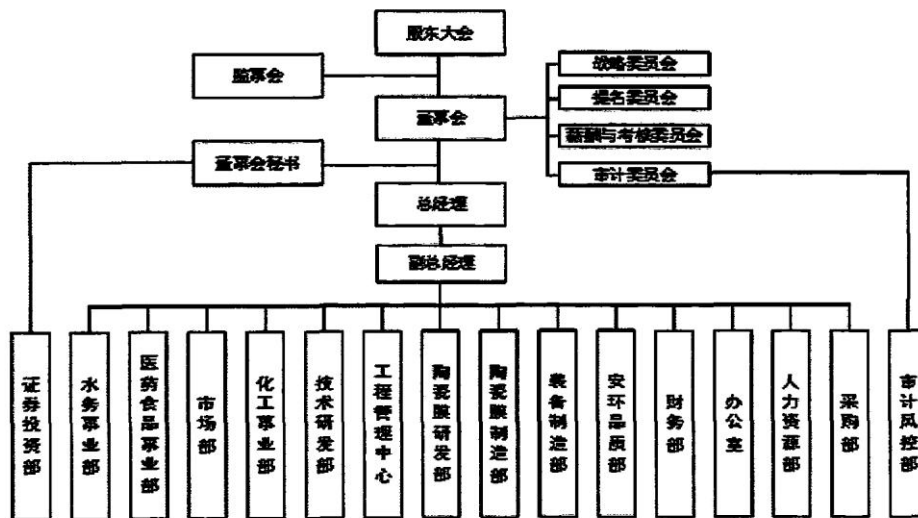 股东大会
监事会
战略委员会
提名委员会
董事会
薪酬与考核委员会
董事会秘书
审计委员会
总经理
副总经理
证券投资部
水务事业部
医药食品事业部
市场部
化工事业部
技术研发部
工程管理中心
陶瓷膜研发部
陶瓷膜制造部
装备制造部
安环品质部
财务部
办公室
人力资源部
采购部
审计风控部